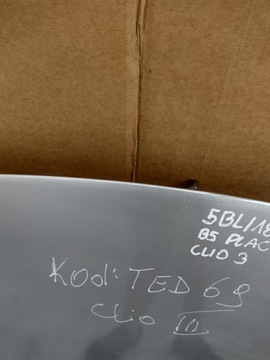 5BL/18
B5 PLAC
CLIO 3
Kod: TED 69
Clio III